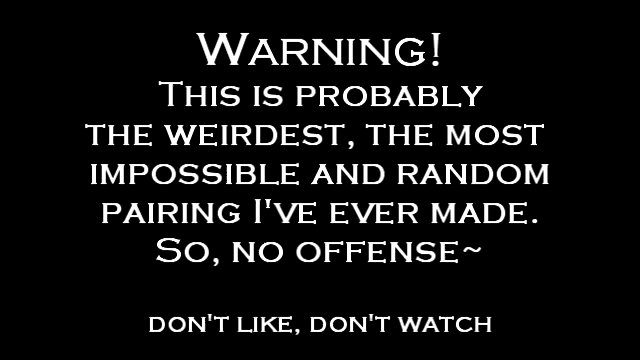 Warning!
This is probably
the weirdest, the most
impossible and random
pairing I've ever made.
So, no offense~
don't like, don't watch